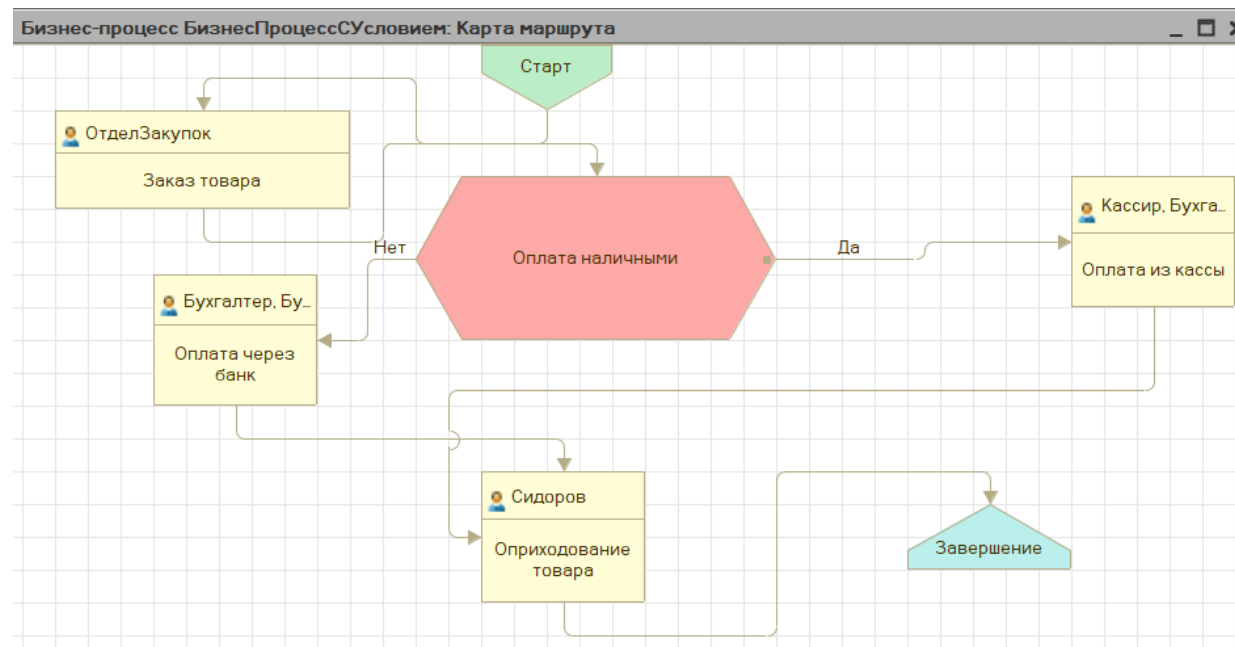 Бизнес-процесс БизнесПроцессСУсловием: Карта маршрута
Старт
ОтделЗакупок
Заказ товара
Кассир, Бухга...
Оплата из кассы
Нет
Оплата наличными
Да
Бухгалтер, Бу...
Оплата через
банк
Сидоров
Оприходование
товара
Завершение